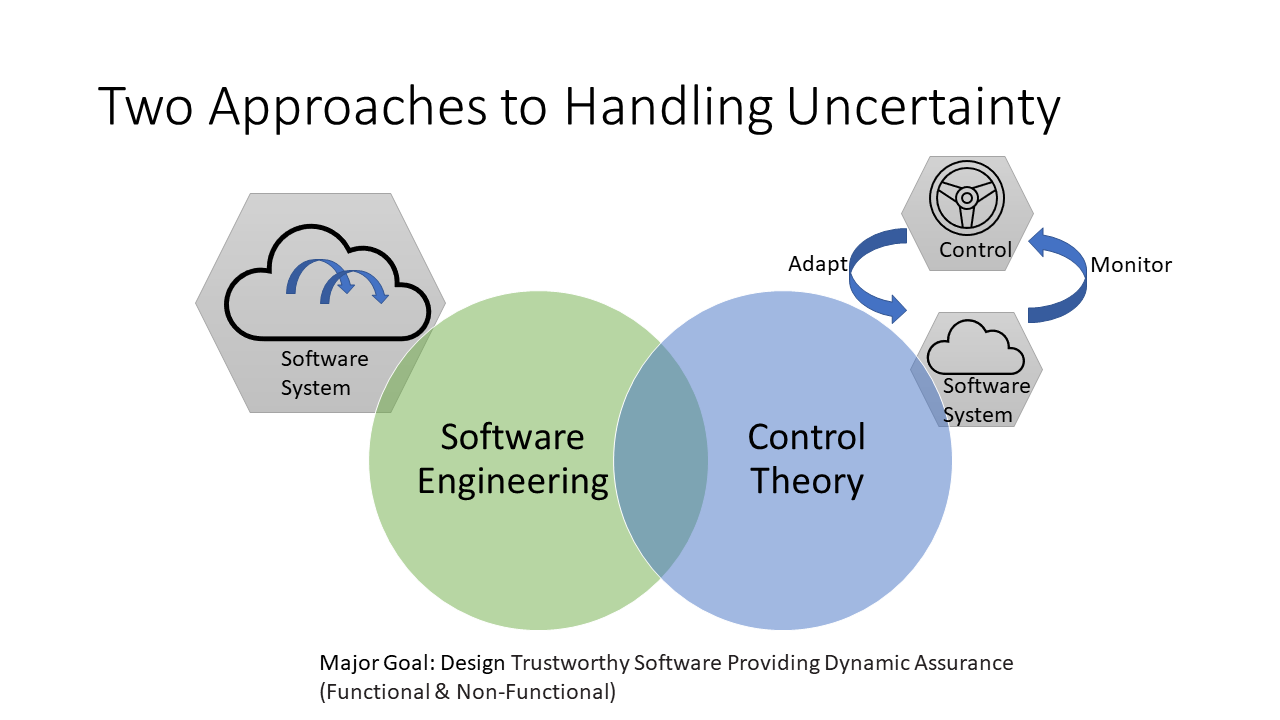 Two Approaches to Handling Uncertainty
Control
Adapt
Monitor
Software
System
Software
System
Software
Engineering
Control
Theory
Major Goal: Design Trustworthy Software Providing Dynamic Assurance
(Functional & Non-Functional)